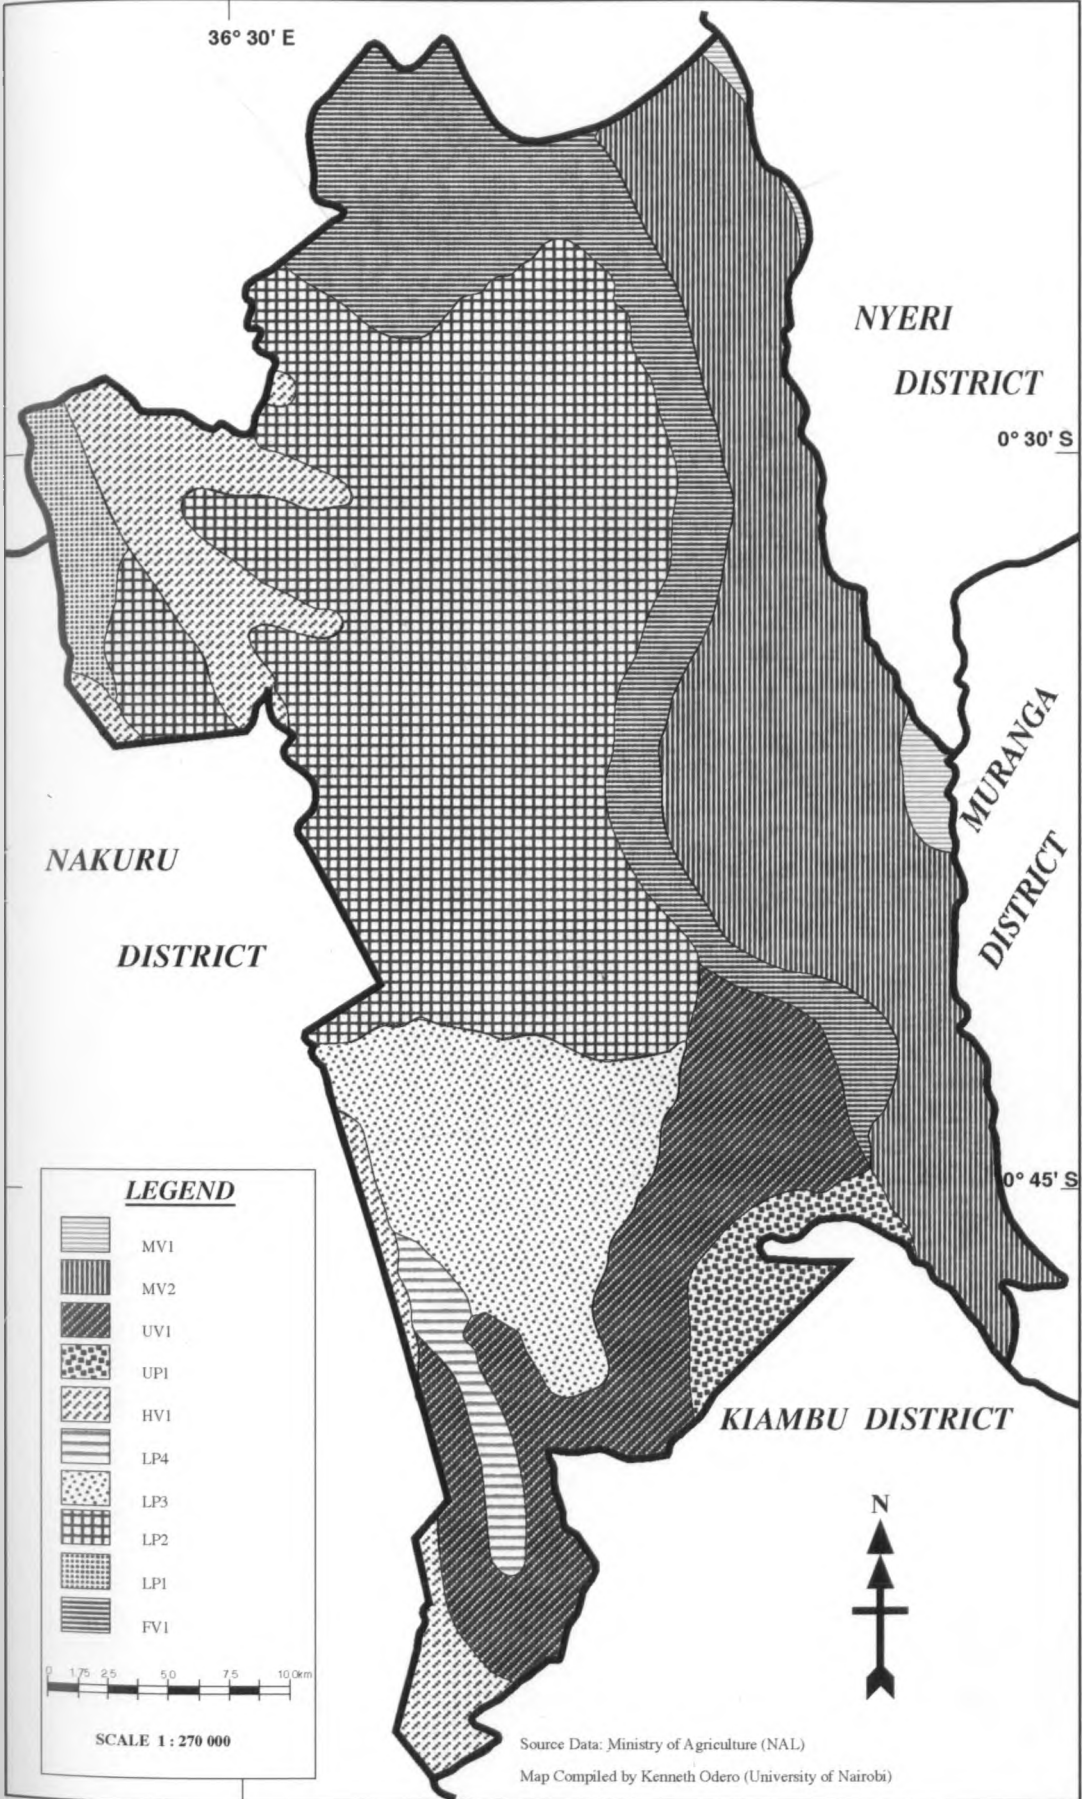 36° 30' E
NYERI
DISTRICT
0° 30' S
MURANGA
DISTRICT
NAKURU
DISTRICT
0° 45' S
LEGEND
MV1
MV2
UV1
UP1
HV1
LP4
LP3
LP2
LP1
FV1
0 1.75 2.5 5.0 7.5 10.0km
SCALE 1 : 270 000
KIAMBU DISTRICT
N
Source Data: Ministry of Agriculture (NAL)
Map Compiled by Kenneth Odero (University of Nairobi)